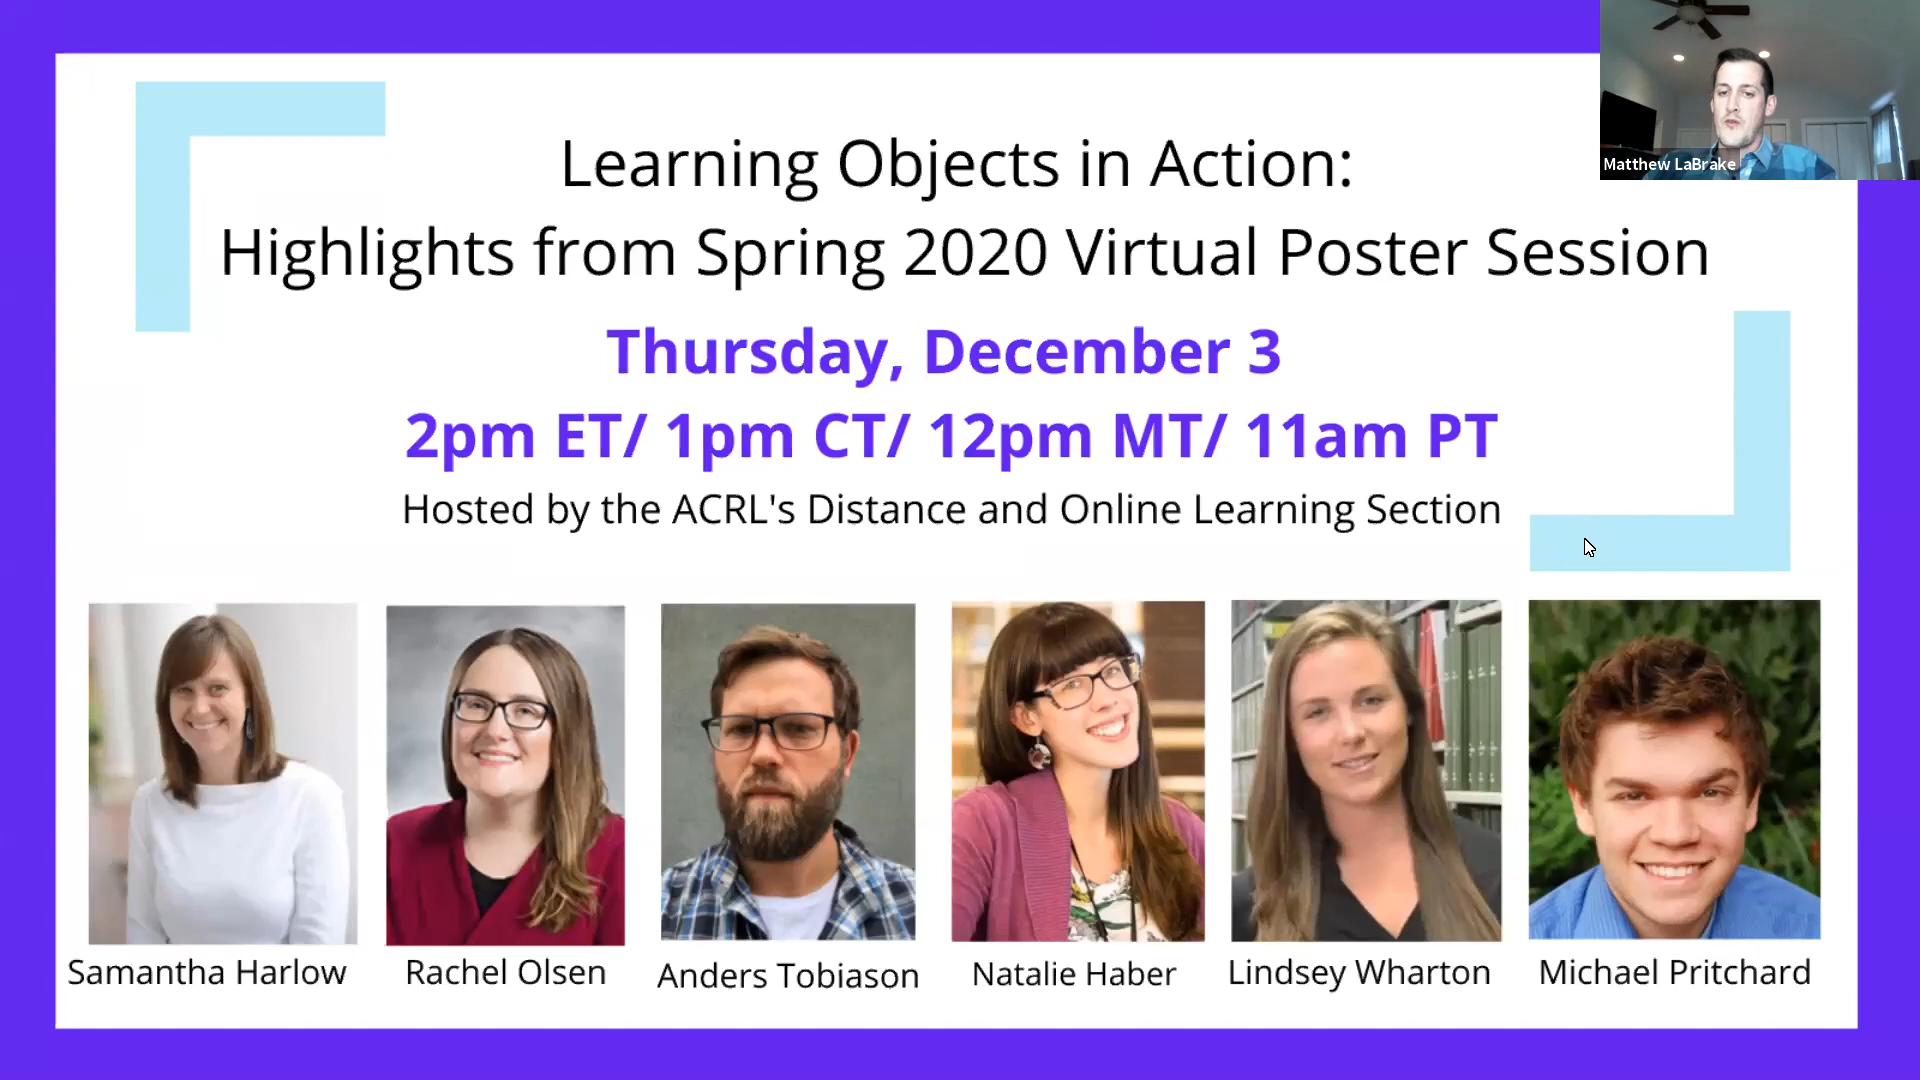 Learning Objects in Action:
Highlights from Spring 2020 Virtual Poster Session
Thursday, December 3
2pm ET/ 1pm CT/ 12pm MT/ 11am PT
Hosted by the ACRL's Distance and Online Learning Section
Matthew LaBrake
Samantha Harlow
Rachel Olsen
Anders Tobiason
Natalie Haber
Lindsey Wharton
Michael Pritchard